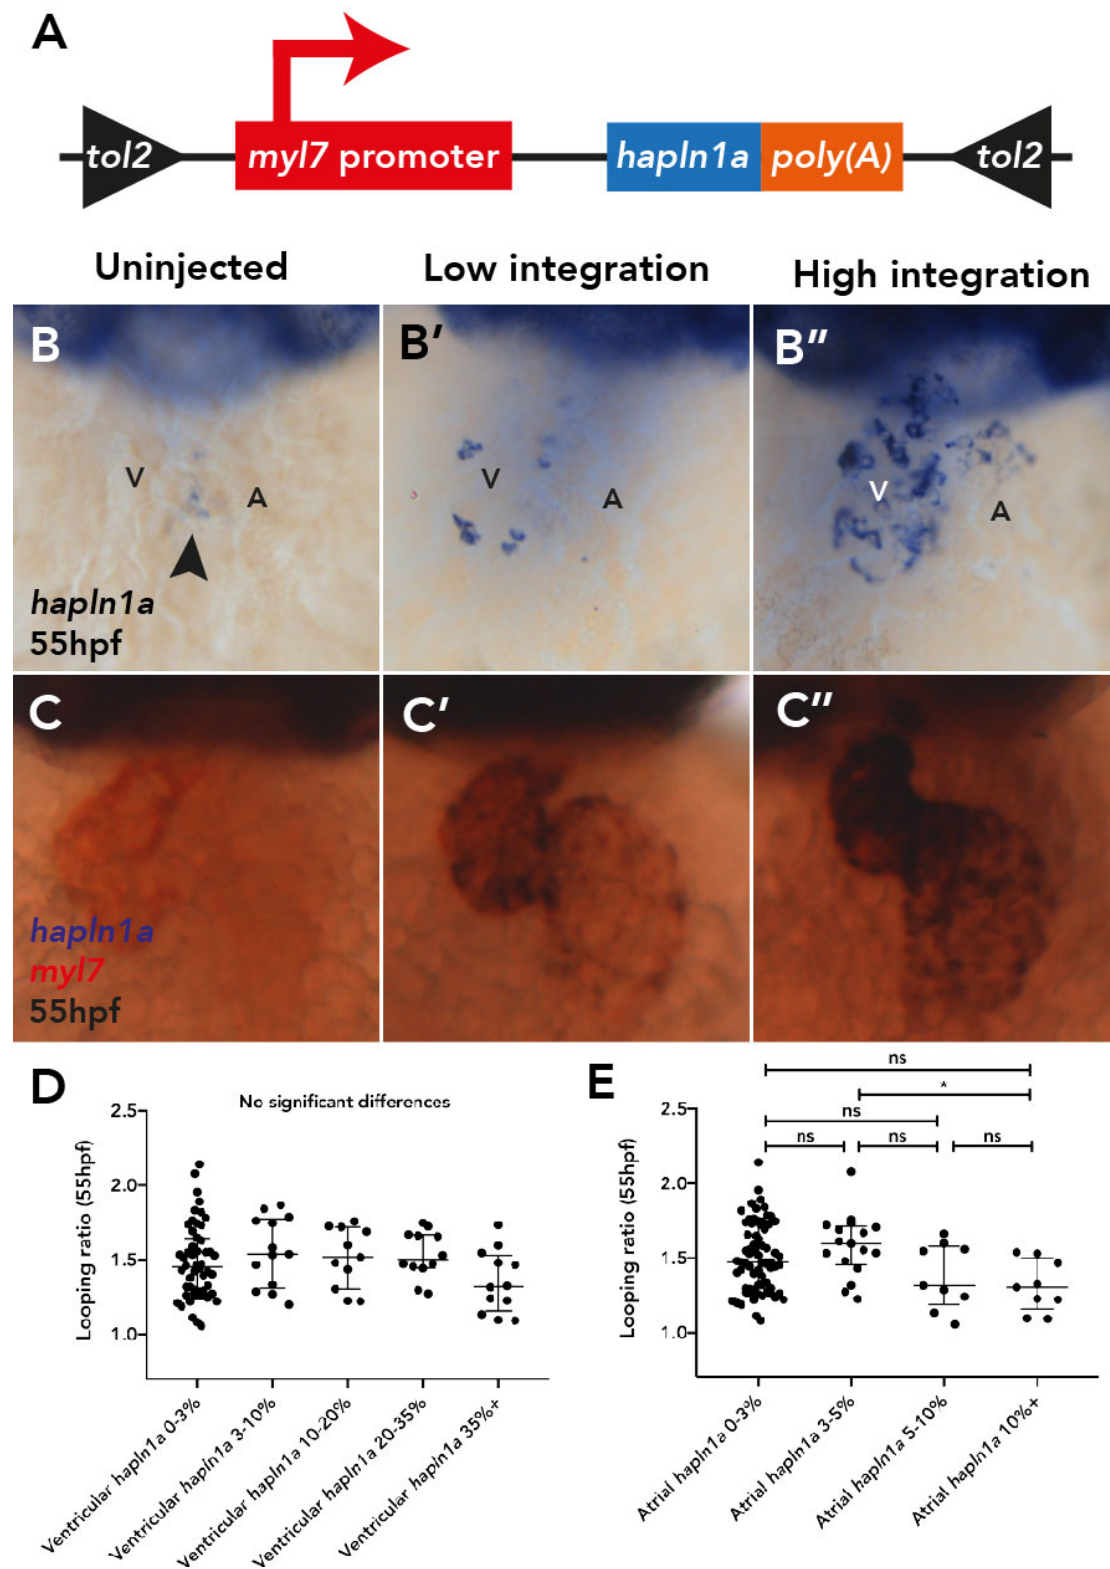 A
tol2 myl7 promoter hapln1a poly(A) tol2
Uninjected Low integration High integration
B B′ B″
V A V A V A
hapln1a
55hpf
C C′ C″
hapln1a
myl7
55hpf
D
No significant differences
Looping ratio (55hpf)
2.5
2.0
1.5
1.0
Ventricular hapln1a 0-3%
Ventricular hapln1a 3-10%
Ventricular hapln1a 10-20%
Ventricular hapln1a 20-35%
Ventricular hapln1a 35%+
E
ns
*
ns
ns ns ns
Looping ratio (55hpf)
2.5
2.0
1.5
1.0
Atrial hapln1a 0-3%
Atrial hapln1a 3-5%
Atrial hapln1a 5-10%
Atrial hapln1a 10%+